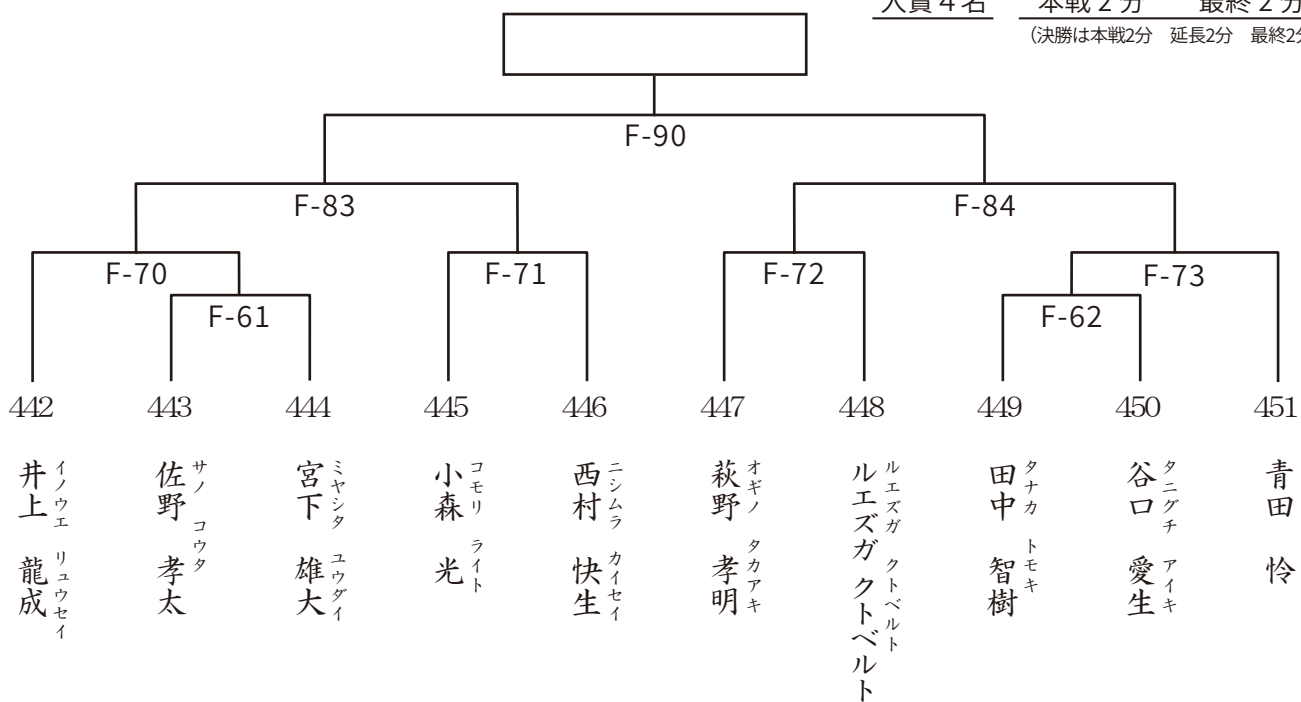 入賞４名　本戦２分　最終２分
（決勝は本戦2分　延長2分　最終2分
F-90
F-83
F-84
F-70
F-71
F-72
F-73
F-61
F-62
442
443
444
445
446
447
448
449
450
451
井上　龍成
イノウエ　リュウセイ
佐野　孝太
サノ　コウタ
宮下　雄大
ミヤシタ　ユウダイ
小森　光
コモリ　ライト
西村　快生
ニシムラ　カイセイ
萩野　孝明
オギノ　タカアキ
ルエズガ　クトベルト
ルエズガ　クトベルト
田中　智樹
タナカ　トモキ
谷口　愛生
タニグチ　アイキ
青田　怜